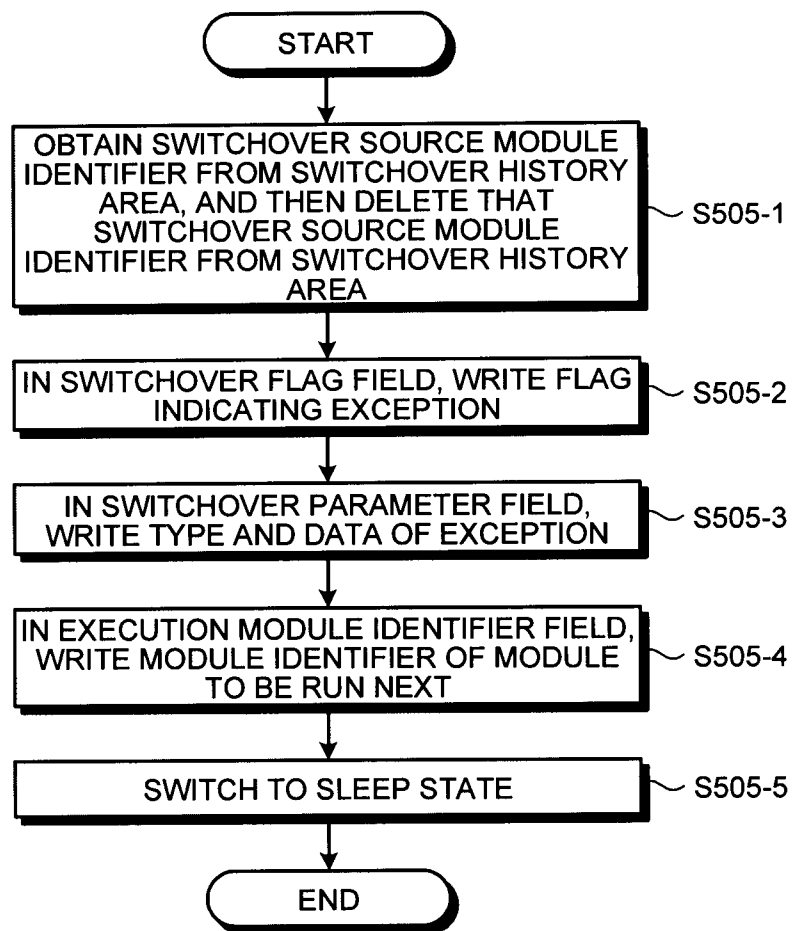 START
OBTAIN SWITCHOVER SOURCE MODULE
IDENTIFIER FROM SWITCHOVER HISTORY
AREA, AND THEN DELETE THAT
SWITCHOVER SOURCE MODULE
IDENTIFIER FROM SWITCHOVER HISTORY
AREA
S505-1
IN SWITCHOVER FLAG FIELD, WRITE FLAG
INDICATING EXCEPTION
S505-2
IN SWITCHOVER PARAMETER FIELD,
WRITE TYPE AND DATA OF EXCEPTION
S505-3
IN EXECUTION MODULE IDENTIFIER FIELD,
WRITE MODULE IDENTIFIER OF MODULE
TO BE RUN NEXT
S505-4
SWITCH TO SLEEP STATE
S505-5
END